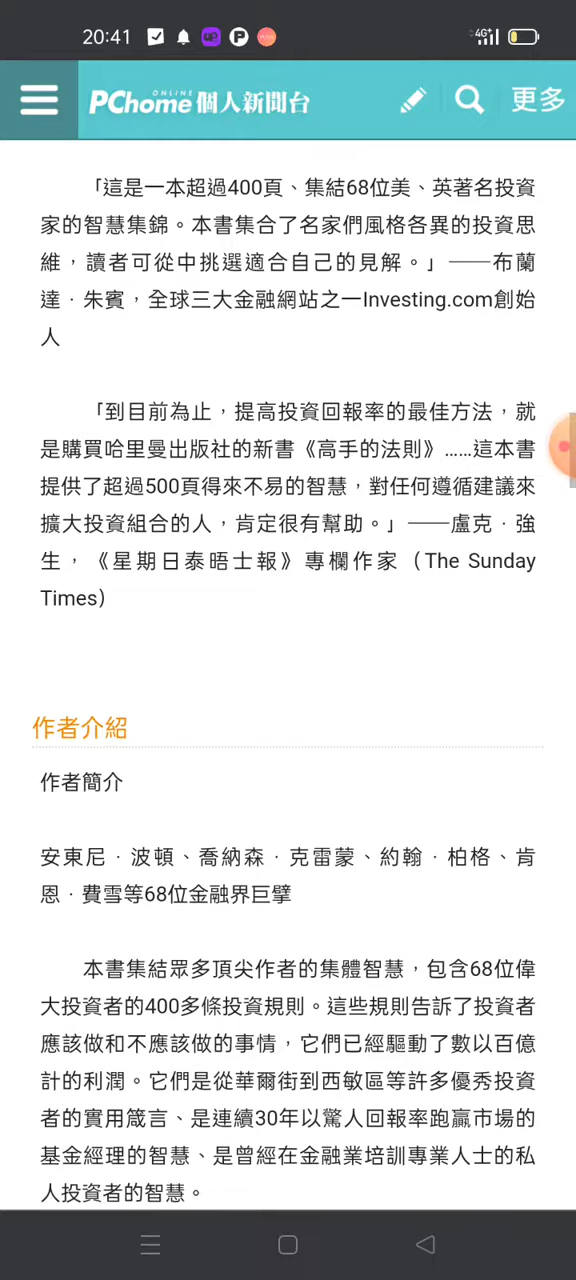 20:41
4G+
PChome ONLINE 個人新聞台
更多
「這是一本超過400頁、集結68位美、英著名投資
家的智慧集錦。本書集合了名家們風格各異的投資思
維，讀者可從中挑選適合自己的見解。」──布蘭
達．朱賓，全球三大金融網站之一Investing.com創始
人
「到目前為止，提高投資回報率的最佳方法，就
是購買哈里曼出版社的新書《高手的法則》……這本書
提供了超過500頁得來不易的智慧，對任何遵循建議來
擴大投資組合的人，肯定很有幫助。」──盧克．強
生，《星期日泰晤士報》專欄作家（The Sunday
Times）
作者介紹
作者簡介
安東尼．波頓、喬納森．克雷蒙、約翰．柏格、肯
恩．費雪等68位金融界巨擘
本書集結眾多頂尖作者的集體智慧，包含68位偉
大投資者的400多條投資規則。這些規則告訴了投資者
應該做和不應該做的事情，它們已經驅動了數以百億
計的利潤。它們是從華爾街到西敏區等許多優秀投資
者的實用箴言、是連續30年以驚人回報率跑贏市場的
基金經理的智慧、是曾經在金融業培訓專業人士的私
人投資者的智慧。